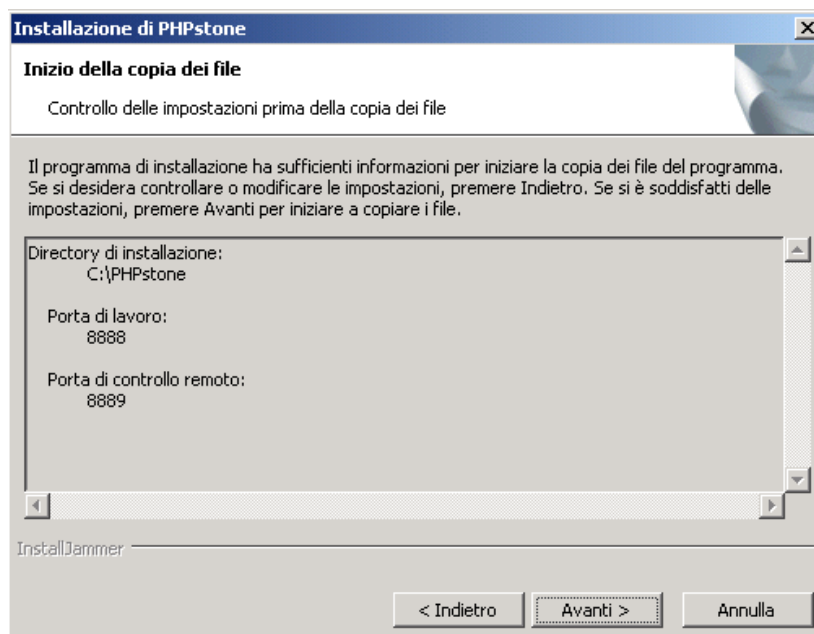 Installazione di PHPstone
Inizio della copia dei file
Controllo delle impostazioni prima della copia dei file
Il programma di installazione ha sufficienti informazioni per iniziare la copia dei file del programma.
Se si desidera controllare o modificare le impostazioni, premere Indietro. Se si è soddisfatti delle
impostazioni, premere Avanti per iniziare a copiare i file.
Directory di installazione:
C:\PHPstone
Porta di lavoro:
8888
Porta di controllo remoto:
8889
InstallJammer
< Indietro
Avanti >
Annulla